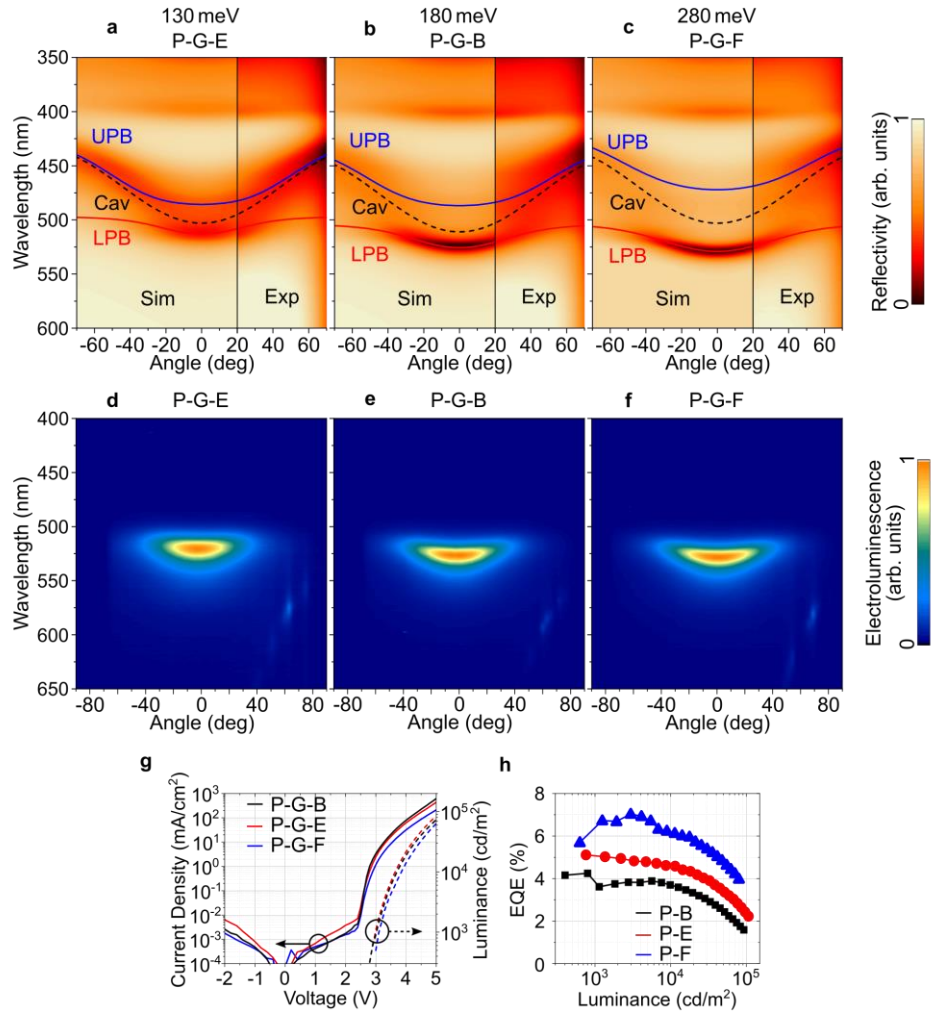 130 meV
180 meV
280 meV
a
P-G-E
b
P-G-B
c
P-G-F
350
400
450
500
550
600
Wavelength (nm)
UPB
Cav
LPB
Sim
Exp
UPB
Cav
LPB
Sim
Exp
UPB
Cav
LPB
Sim
Exp
-60 -40 -20 0 20 40 60
Angle (deg)
-60 -40 -20 0 20 40 60
Angle (deg)
-60 -40 -20 0 20 40 60
Angle (deg)
1
0
Reflectivity (arb. units)
d
P-G-E
e
P-G-B
f
P-G-F
400
450
500
550
600
650
Wavelength (nm)
-80 -40 0 40 80
Angle (deg)
-80 -40 0 40 80
Angle (deg)
-80 -40 0 40 80
Angle (deg)
1
0
Electroluminescence
(arb. units)
g
10³
10²
10¹
10⁰
10⁻¹
10⁻²
10⁻³
10⁻⁴
Current Density (mA/cm²)
P-G-B
P-G-E
P-G-F
10⁵
10⁴
10³
Luminance (cd/m²)
-2 -1 0 1 2 3 4 5
Voltage (V)
h
8
6
4
2
0
EQE (%)
P-B
P-E
P-F
10³ 10⁴ 10⁵
Luminance (cd/m²)